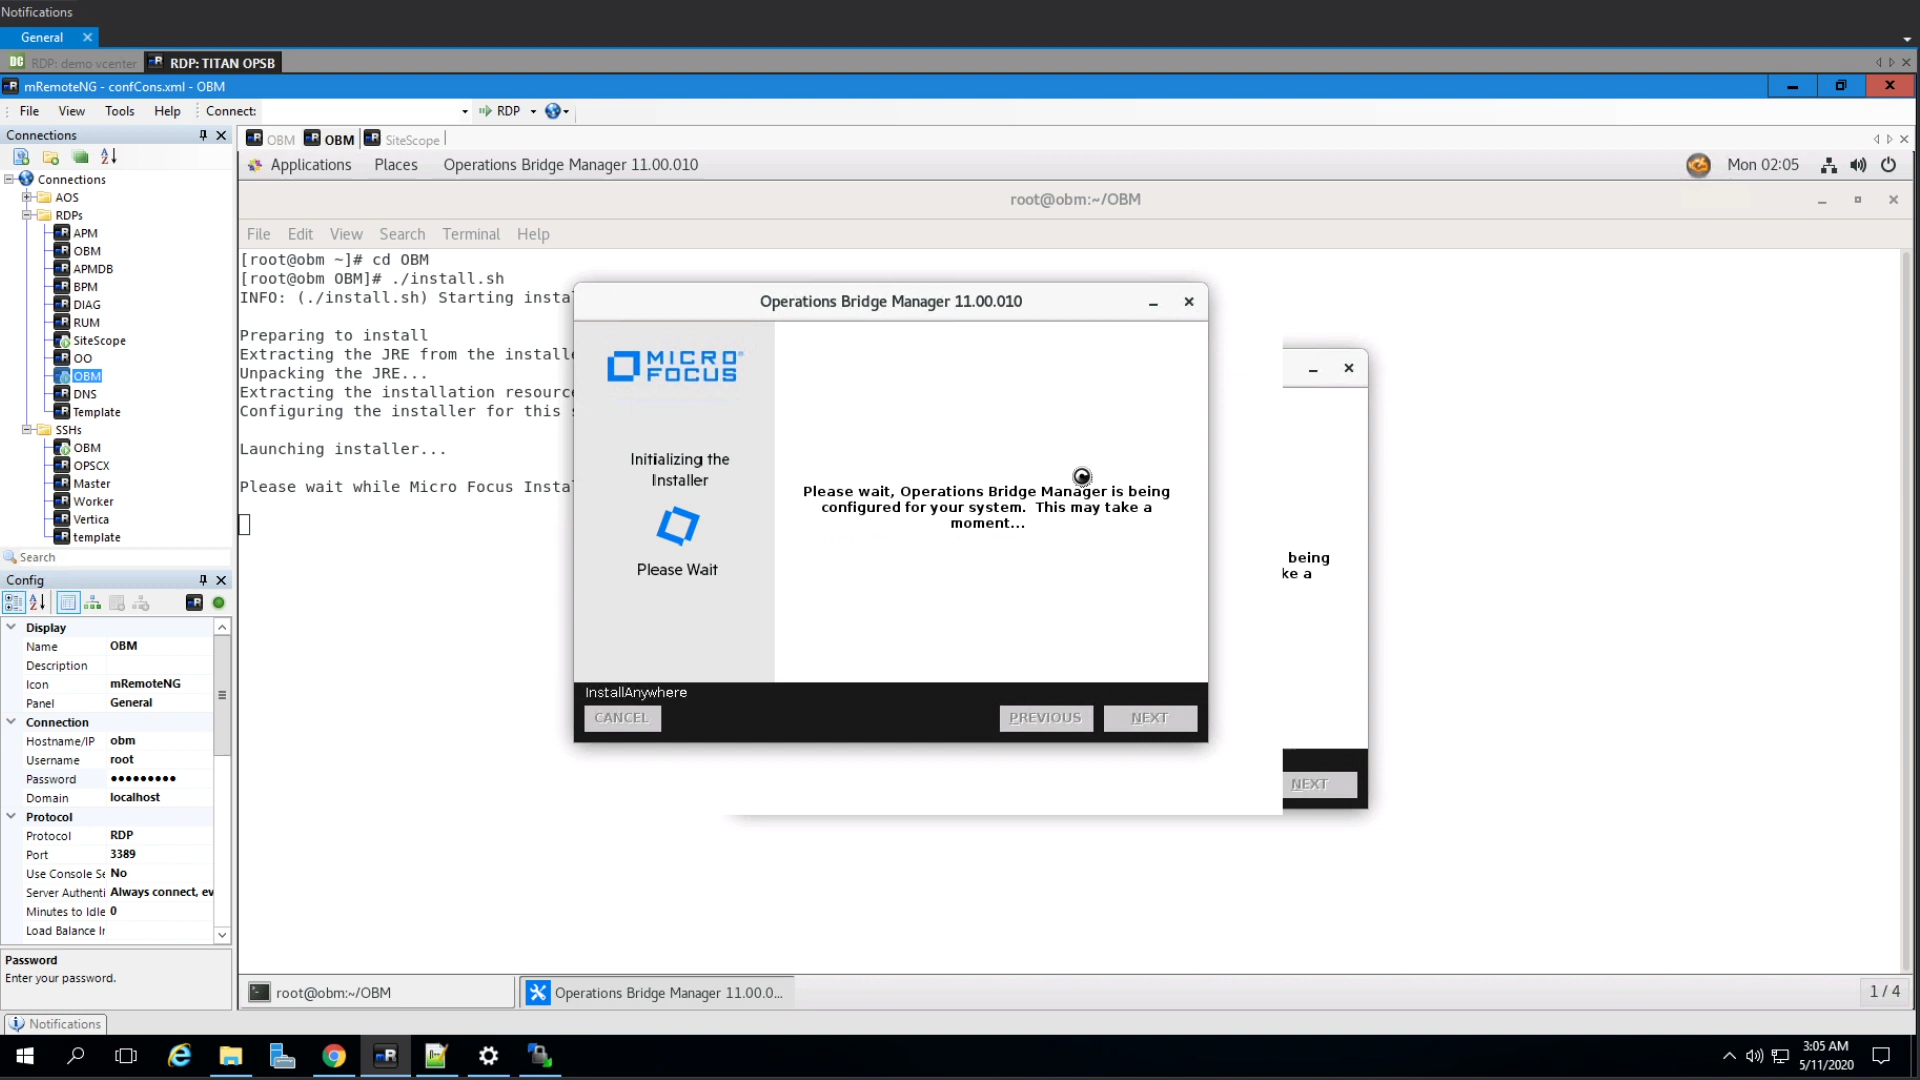 Notifications
General
RDP: demo vcenter
RDP: TITAN OPSB
mRemoteNG - confCons.xml - OBM
File View Tools Help Connect: RDP
Connections
OBM OBM SiteScope
Applications Places Operations Bridge Manager 11.00.010 Mon 02:05
root@obm:~/OBM
File Edit View Search Terminal Help
Connections
AOS
RDPs
APM
OBM
APMDB
BPM
DIAG
RUM
SiteScope
OO
OBM
DNS
Template
SSHs
OBM
OPSCX
Master
Worker
Vertica
template
Search
[root@obm ~]# cd OBM
[root@obm OBM]# ./install.sh
INFO: (./install.sh) Starting insta
Preparing to install
Extracting the JRE from the installe
Unpacking the JRE...
Extracting the installation resourc
Configuring the installer for this s
Launching installer...
Please wait while Micro Focus Insta
Operations Bridge Manager 11.00.010
MICRO
FOCUS
Initializing the
Installer
Please Wait
Please wait, Operations Bridge Manager is being
configured for your system. This may take a
moment...
InstallAnywhere
CANCEL PREVIOUS NEXT
being
ke a
NEXT
Config
Display
Name OBM
Description
Icon mRemoteNG
Panel General
Connection
Hostname/IP obm
Username root
Password ●●●●●●●●●
Domain localhost
Protocol
Protocol RDP
Port 3389
Use Console Se No
Server Authenti Always connect, ev
Minutes to Idle 0
Load Balance Ir
Password
Enter your password.
root@obm:~/OBM
Operations Bridge Manager 11.00.0...
1 / 4
Notifications
3:05 AM
5/11/2020